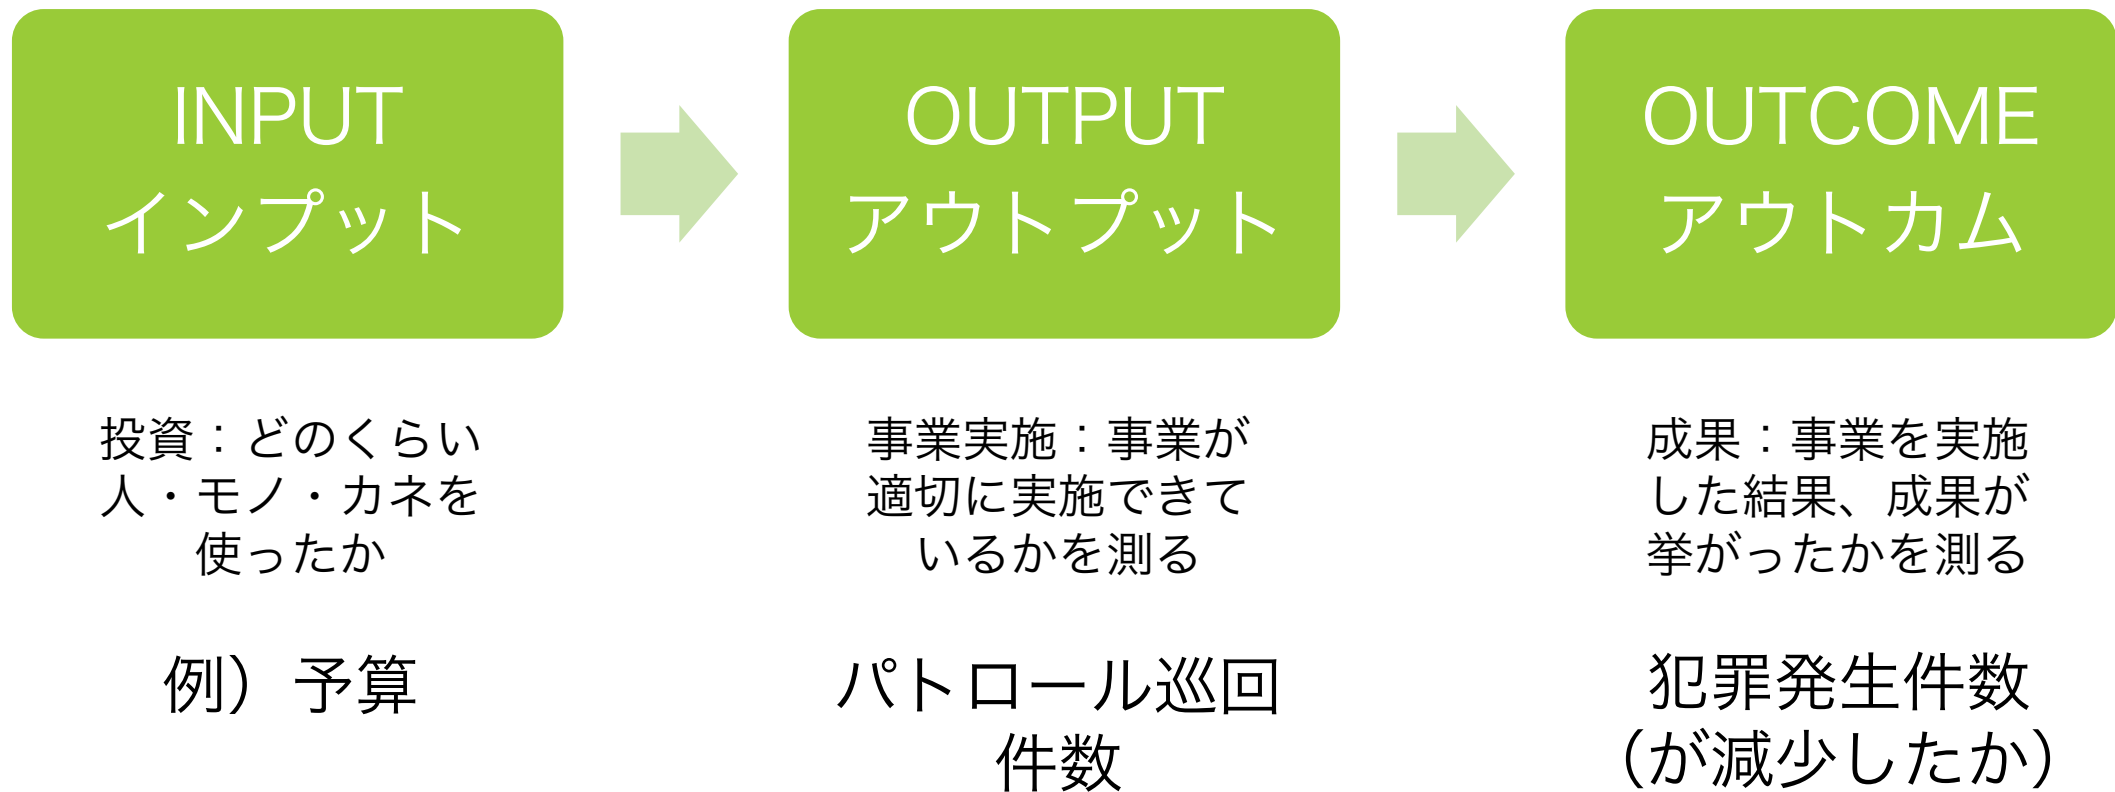 INPUT
インプット
OUTPUT
アウトプット
OUTCOME
アウトカム
投資：どのくらい
人・モノ・カネを
使ったか
事業実施：事業が
適切に実施できて
いるかを測る
成果：事業を実施
した結果、成果が
挙がったかを測る
例）予算
パトロール巡回
件数
犯罪発生件数
（が減少したか）